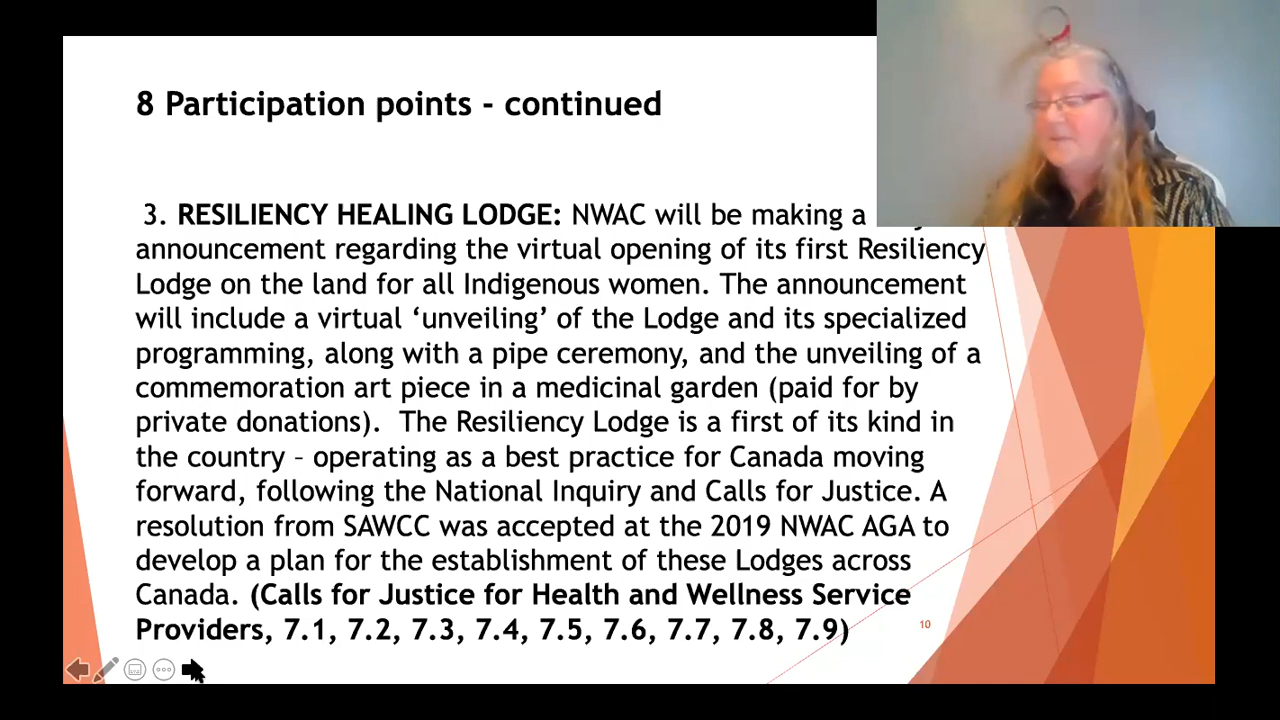 8 Participation points - continued
3. RESILIENCY HEALING LODGE: NWAC will be making a
announcement regarding the virtual opening of its first Resiliency
Lodge on the land for all Indigenous women. The announcement
will include a virtual ‘unveiling’ of the Lodge and its specialized
programming, along with a pipe ceremony, and the unveiling of a
commemoration art piece in a medicinal garden (paid for by
private donations).  The Resiliency Lodge is a first of its kind in
the country – operating as a best practice for Canada moving
forward, following the National Inquiry and Calls for Justice. A
resolution from SAWCC was accepted at the 2019 NWAC AGA to
develop a plan for the establishment of these Lodges across
Canada. (Calls for Justice for Health and Wellness Service
Providers, 7.1, 7.2, 7.3, 7.4, 7.5, 7.6, 7.7, 7.8, 7.9)
10